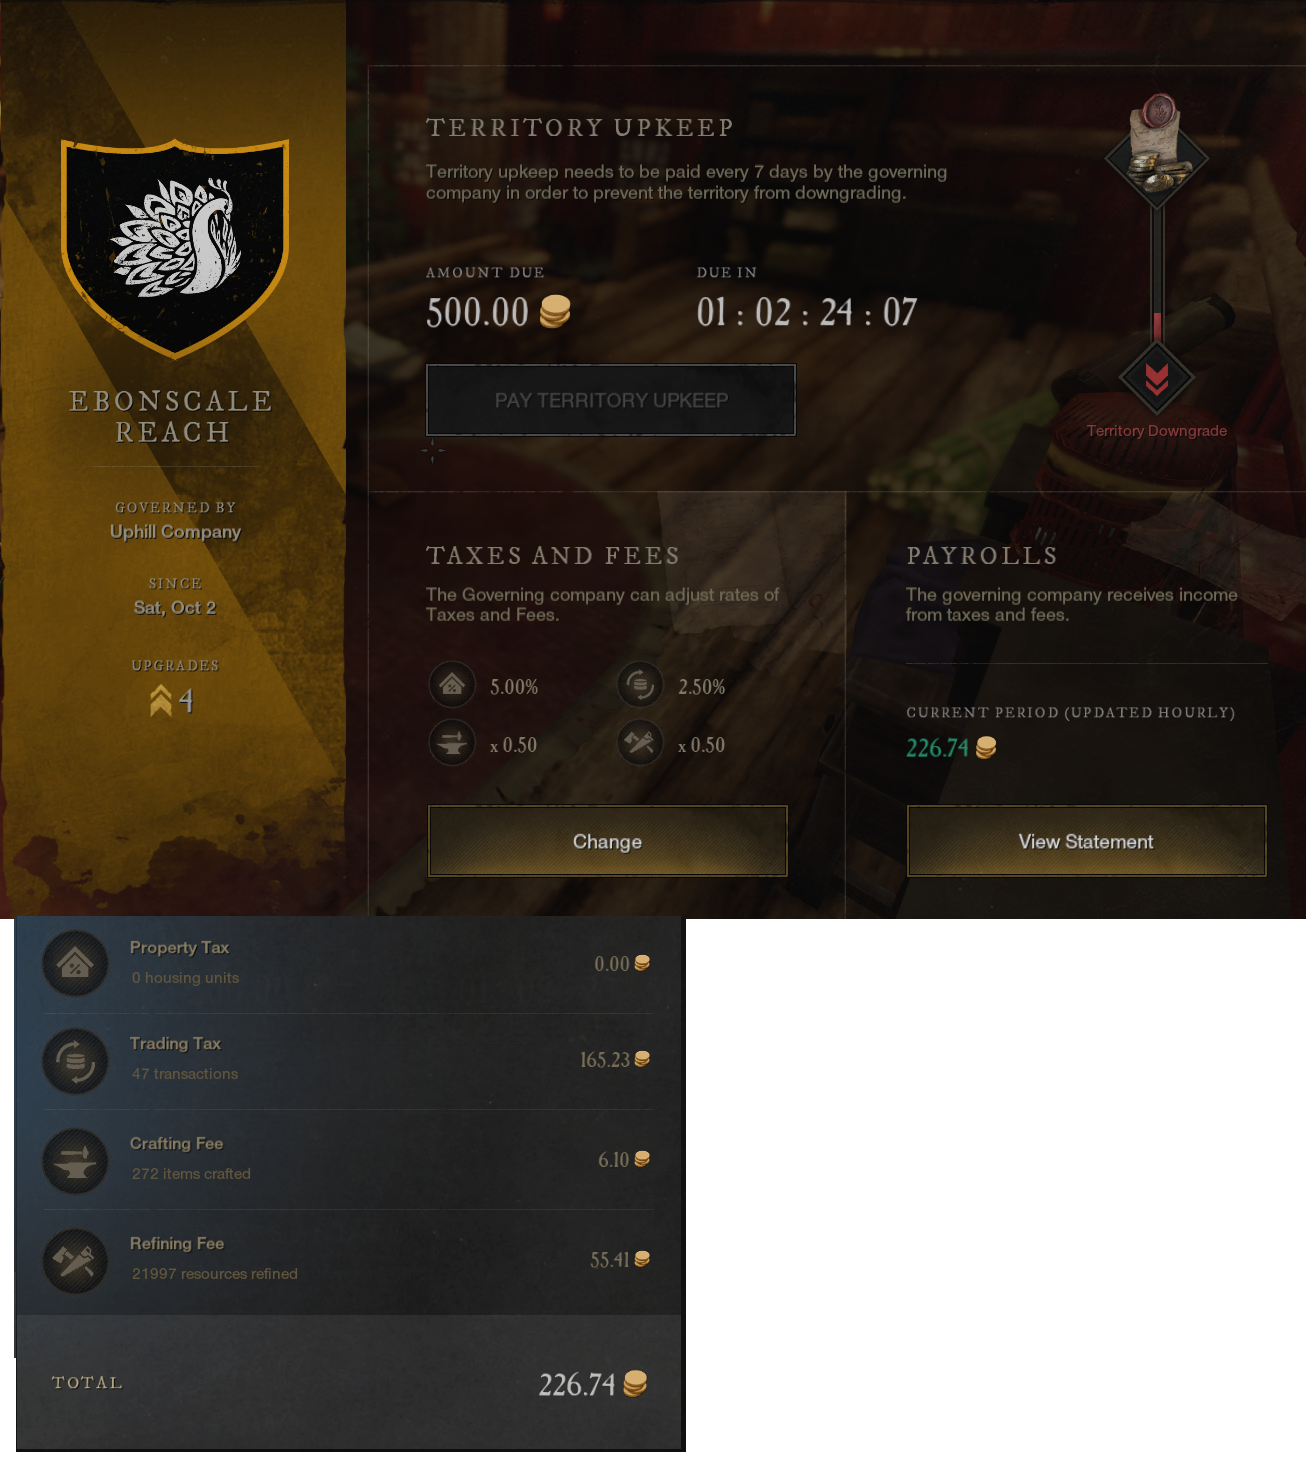 EBONSCALE
REACH
GOVERNED BY
Uphill Company
SINCE
Sat, Oct 2
UPGRADES
4
TERRITORY UPKEEP
Territory upkeep needs to be paid every 7 days by the governing
company in order to prevent the territory from downgrading.
AMOUNT DUE
500.00
DUE IN
01 : 02 : 24 : 07
PAY TERRITORY UPKEEP
Territory Downgrade
TAXES AND FEES
The Governing company can adjust rates of
Taxes and Fees.
5.00%
2.50%
x 0.50
x 0.50
Change
PAYROLLS
The governing company receives income
from taxes and fees.
CURRENT PERIOD (UPDATED HOURLY)
226.74
View Statement
Property Tax
0 housing units
0.00
Trading Tax
47 transactions
165.23
Crafting Fee
272 items crafted
6.10
Refining Fee
21997 resources refined
55.41
TOTAL
226.74